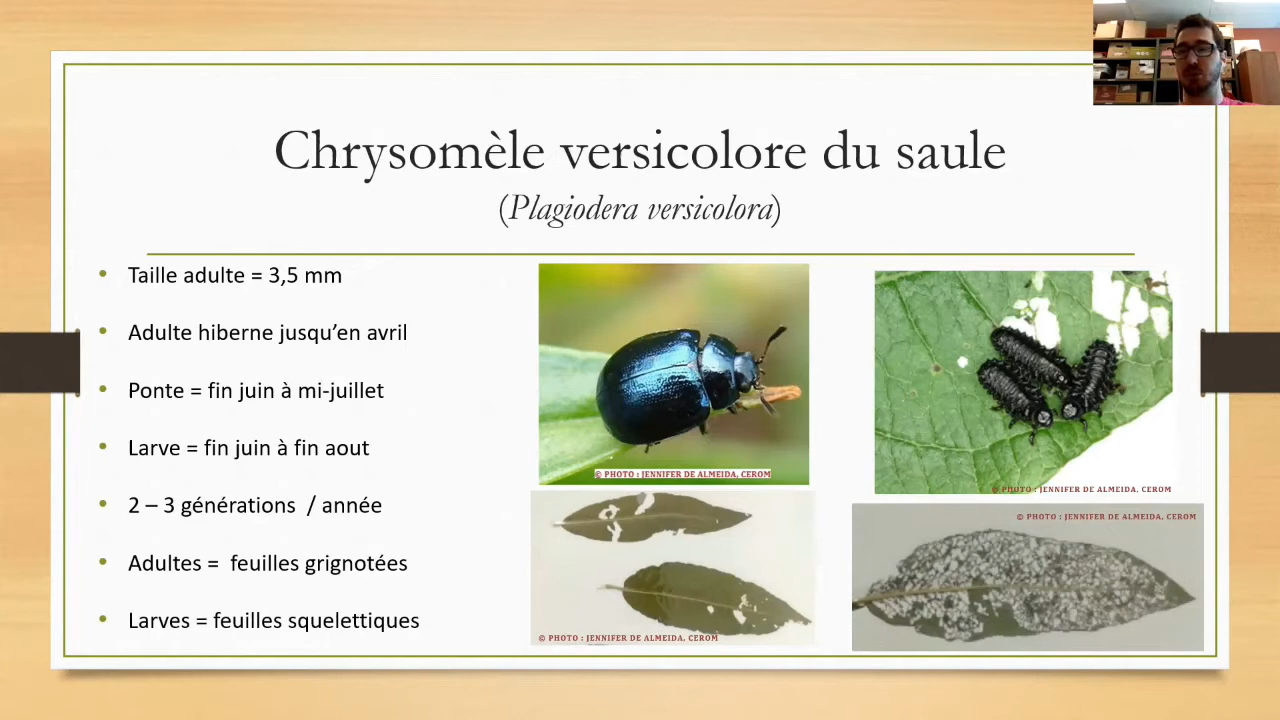 Chrysomèle versicolore du saule
(Plagiodera versicolora)
• Taille adulte = 3,5 mm
• Adulte hiberne jusqu’en avril
• Ponte = fin juin à mi-juillet
• Larve = fin juin à fin aout
• 2 – 3 générations / année
• Adultes = feuilles grignotées
• Larves = feuilles squelettiques
© PHOTO : JENNIFER DE ALMEIDA, CEROM
© PHOTO : JENNIFER DE ALMEIDA, CEROM
© PHOTO : JENNIFER DE ALMEIDA, CEROM
© PHOTO : JENNIFER DE ALMEIDA, CEROM